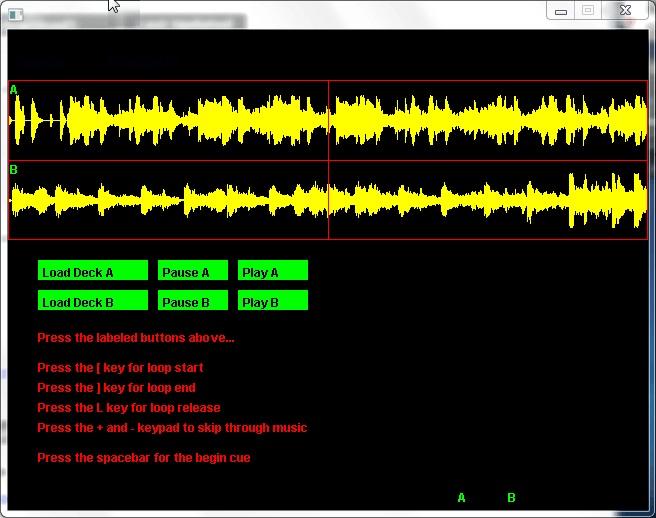 A
B
Load Deck A Pause A Play A
Load Deck B Pause B Play B
Press the labeled buttons above...
Press the [ key for loop start
Press the ] key for loop end
Press the L key for loop release
Press the + and - keypad to skip through music
Press the spacebar for the begin cue
A B